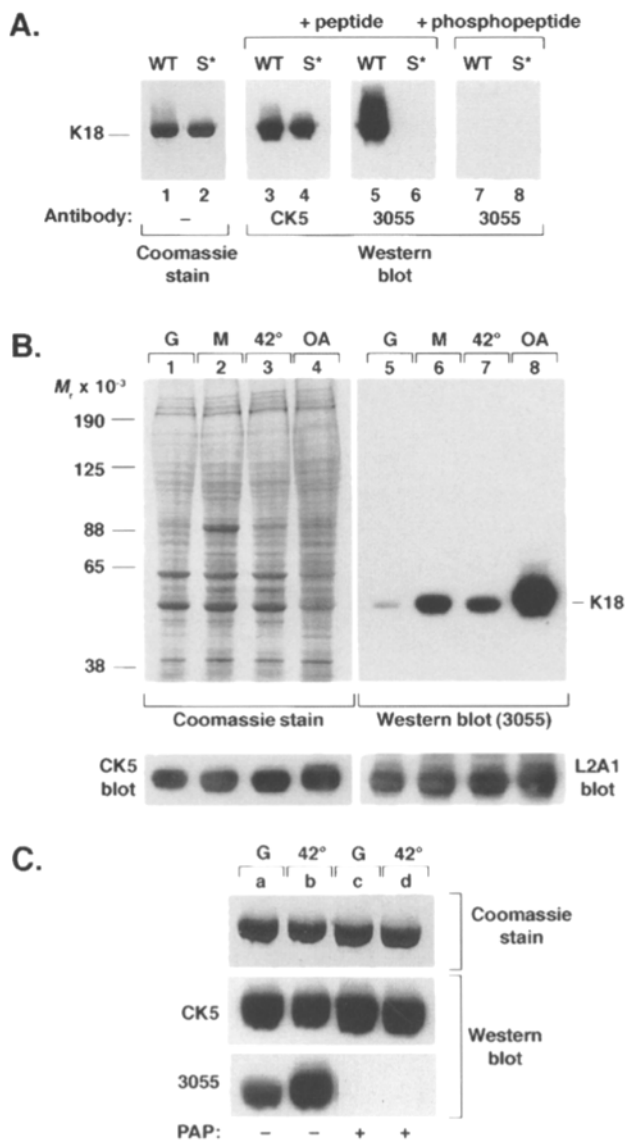 A.
+ peptide + phosphopeptide
WT S* WT S* WT S* WT S*
K18
1 2 3 4 5 6 7 8
Antibody: – CK5 3055 3055
Coomassie stain Western blot
B.
G M 42° OA G M 42° OA
1 2 3 4 5 6 7 8
Mr x 10-3
190
125
88
65
38
K18
Coomassie stain Western blot (3055)
CK5 blot L2A1 blot
C.
G 42° G 42°
a b c d
Coomassie stain
CK5
Western blot
3055
PAP: – – + +